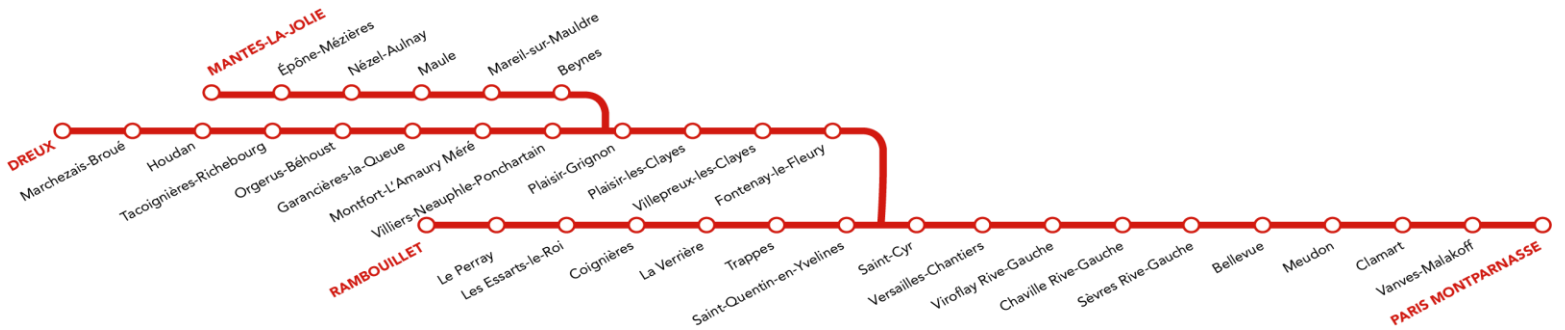 MANTES-LA-JOLIE
Épône-Mézières
Nézel-Aulnay
Maule
Mareil-sur-Mauldre
Beynes
DREUX
Marchezais-Broué
Houdan
Tacoignières-Richebourg
Orgerus-Béhoust
Garancières-la-Queue
Montfort-L'Amaury Méré
Villiers-Neauphle-Ponchartain
Plaisir-Grignon
Plaisir-les-Clayes
Villepreux-les-Clayes
Fontenay-le-Fleury
RAMBOUILLET
Le Perray
Les Essarts-le-Roi
Coignières
La Verrière
Trappes
Saint-Quentin-en-Yvelines
Saint-Cyr
Versailles-Chantiers
Viroflay Rive-Gauche
Chaville Rive-Gauche
Sèvres Rive-Gauche
Bellevue
Meudon
Clamart
Vanves-Malakoff
PARIS MONTPARNASSE